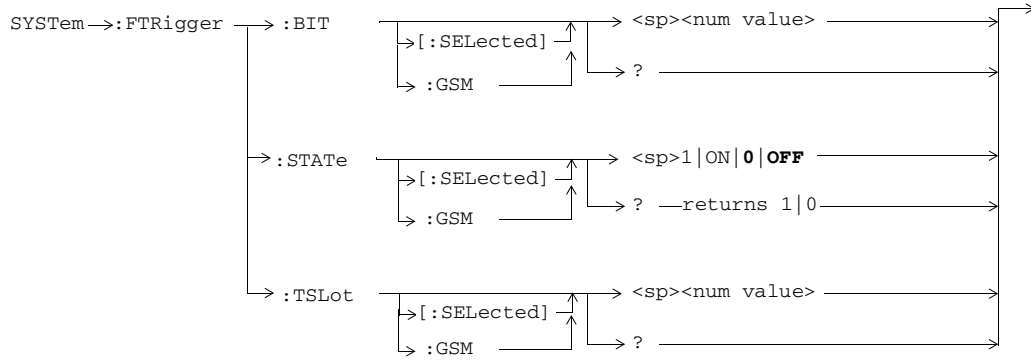 SYSTem :FTRigger :BIT <sp><num value>
[:SELected]
:GSM ?
:STATe <sp>1|ON|0|OFF
[:SELected]
:GSM ? returns 1|0
:TSLot <sp><num value>
[:SELected]
:GSM ?